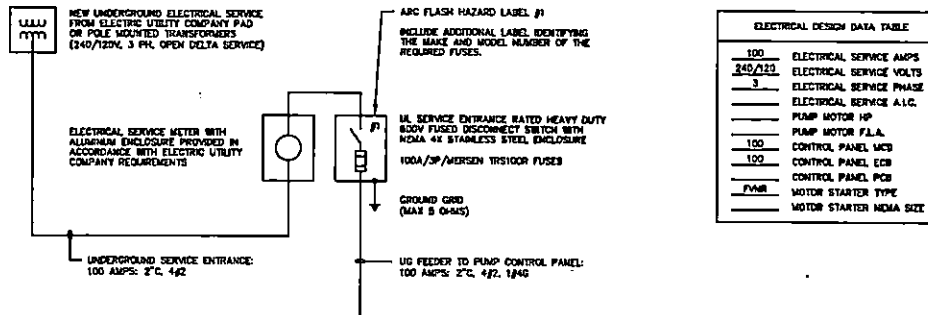 NEW UNDERGROUND ELECTRICAL SERVICE
FROM ELECTRIC UTILITY COMPANY PAD
OR POLE MOUNTED TRANSFORMERS
(240/120V, 3 PH, OPEN DELTA SERVICE)
ARC FLASH HAZARD LABEL #1
INCLUDE ADDITIONAL LABEL IDENTIFYING
THE MAKE AND MODEL NUMBER OF THE
REQUIRED FUSES.
ELECTRICAL SERVICE METER WITH
ALUMINUM ENCLOSURE PROVIDED IN
ACCORDANCE WITH ELECTRIC UTILITY
COMPANY REQUIREMENTS
#1
UL SERVICE ENTRANCE RATED HEAVY DUTY
600V FUSED DISCONNECT SWITCH WITH
NEMA 4X STAINLESS STEEL ENCLOSURE
100A/3P/MERSEN TRS100R FUSES
GROUND GRID
(MAX 5 OHMS)
UNDERGROUND SERVICE ENTRANCE:
100 AMPS: 2"C, 4#2
UG FEEDER TO PUMP CONTROL PANEL:
100 AMPS: 2"C, 4#2, 1#4G
ELECTRICAL DESIGN DATA TABLE
100 ELECTRICAL SERVICE AMPS
240/120 ELECTRICAL SERVICE VOLTS
3 ELECTRICAL SERVICE PHASE
ELECTRICAL SERVICE A.I.C.
PUMP MOTOR HP
PUMP MOTOR F.L.A.
100 CONTROL PANEL MCB
100 CONTROL PANEL ECB
CONTROL PANEL PCB
FVNR MOTOR STARTER TYPE
MOTOR STARTER NEMA SIZE